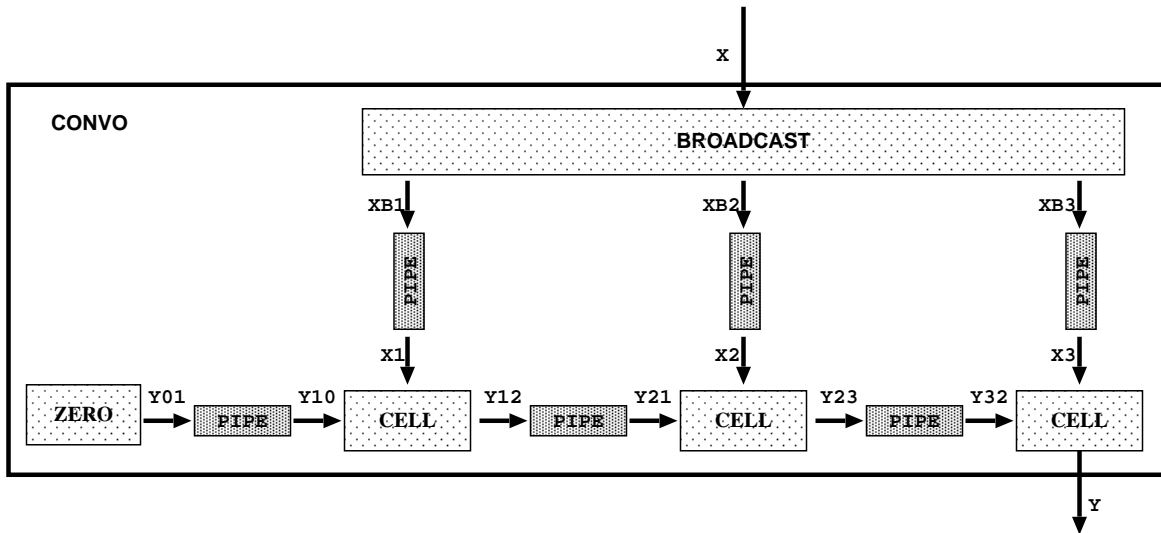 X
CONVO
BROADCAST
XB1 XB2 XB3
PIPE PIPE PIPE
X1 X2 X3
Y01 Y10 Y12 Y21 Y23 Y32
ZERO PIPE CELL PIPE CELL PIPE CELL
Y